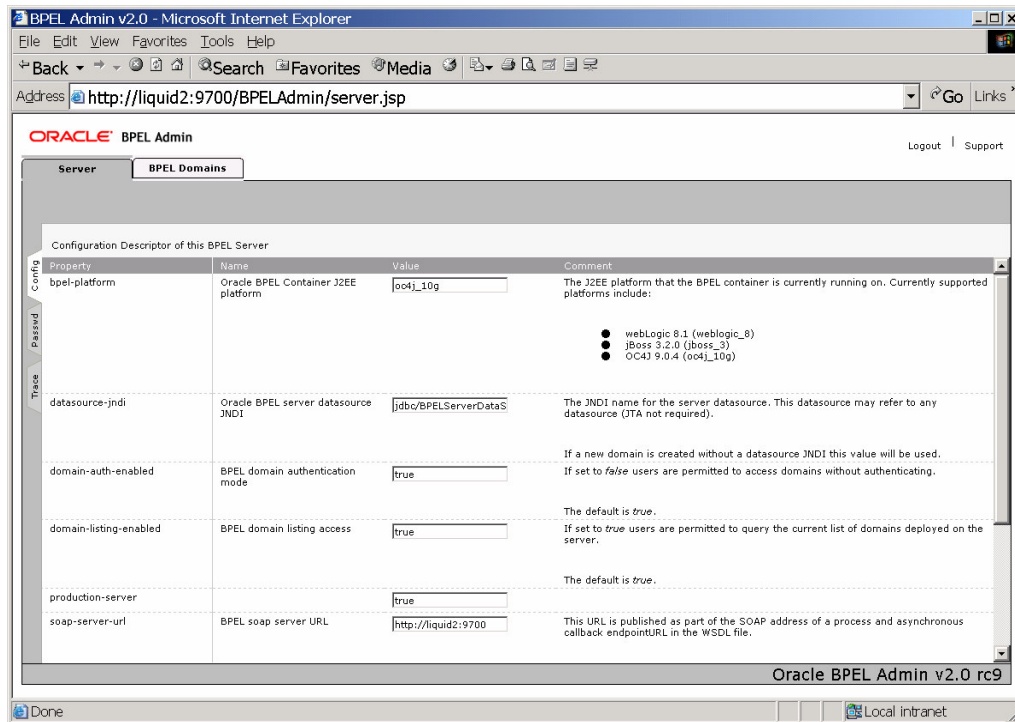 BPEL Admin v2.0 - Microsoft Internet Explorer
File Edit View Favorites Tools Help
Back Search Favorites Media
Address http://liquid2:9700/BPELAdmin/server.jsp Go Links
ORACLE BPEL Admin
Logout | Support
Server BPEL Domains
Configuration Descriptor of this BPEL Server
Config
Passwd
Trace
Property Name Value Comment
bpel-platform Oracle BPEL Container J2EE oc4j_10g The J2EE platform that the BPEL container is currently running on. Currently supported
platform platforms include:
● webLogic 8.1 (weblogic_8)
● jBoss 3.2.0 (jboss_3)
● OC4J 9.0.4 (oc4j_10g)
datasource-jndi Oracle BPEL server datasource jdbc/BPELServerDataS The JNDI name for the server datasource. This datasource may refer to any
JNDI datasource (JTA not required).
If a new domain is created without a datasource JNDI this value will be used.
domain-auth-enabled BPEL domain authentication true If set to false users are permitted to access domains without authenticating.
mode
The default is true.
domain-listing-enabled BPEL domain listing access true If set to true users are permitted to query the current list of domains deployed on the
server.
The default is true.
production-server true
soap-server-url BPEL soap server URL http://liquid2:9700 This URL is published as part of the SOAP address of a process and asynchronous
callback endpointURL in the WSDL file.
Oracle BPEL Admin v2.0 rc9
Done Local intranet